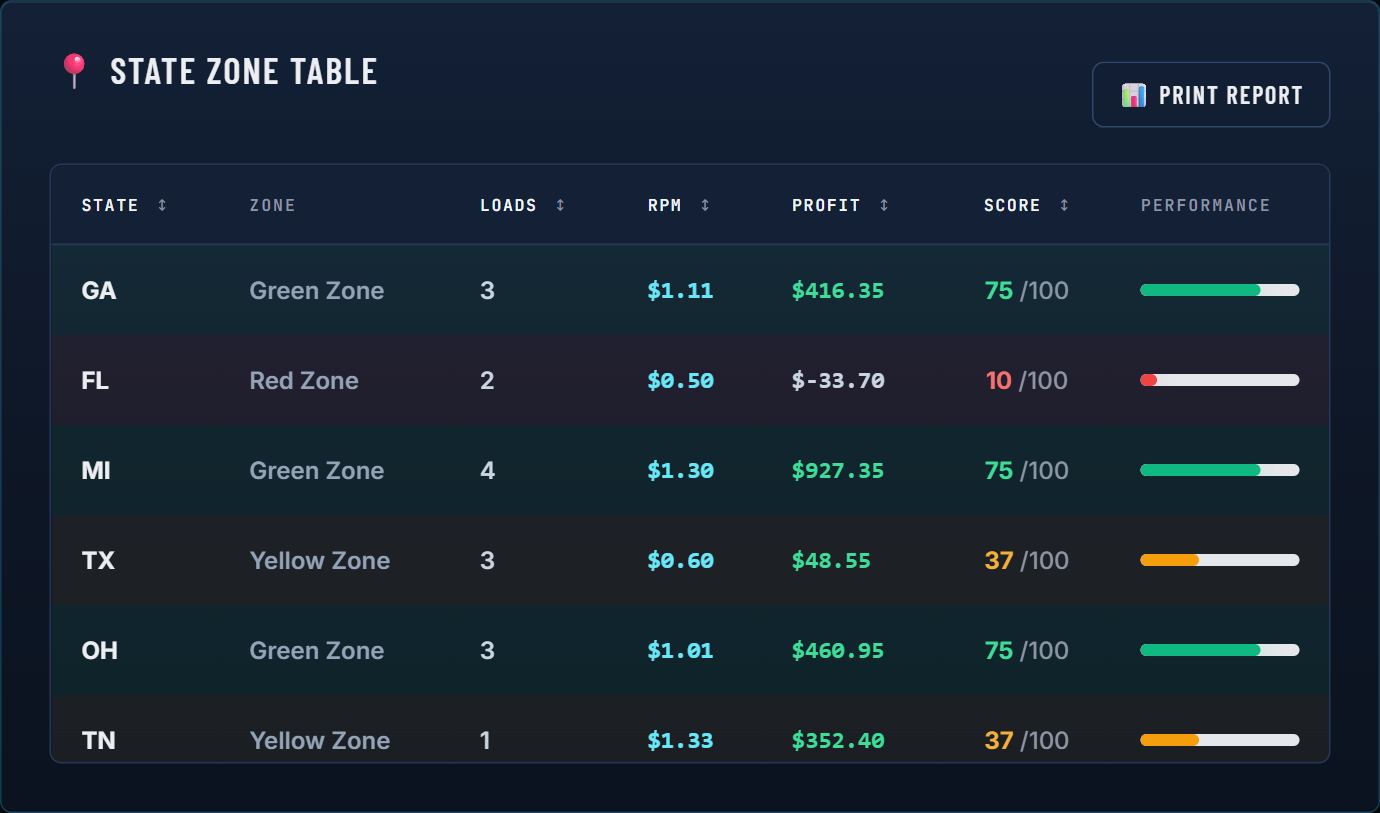 STATE ZONE TABLE
PRINT REPORT
STATE ↕ ZONE LOADS ↕ RPM ↕ PROFIT ↕ SCORE ↕ PERFORMANCE
GA Green Zone 3 $1.11 $416.35 75 /100
FL Red Zone 2 $0.50 $-33.70 10 /100
MI Green Zone 4 $1.30 $927.35 75 /100
TX Yellow Zone 3 $0.60 $48.55 37 /100
OH Green Zone 3 $1.01 $460.95 75 /100
TN Yellow Zone 1 $1.33 $352.40 37 /100